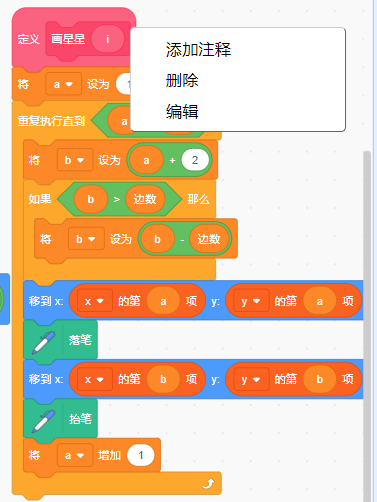 定义 画星星 i
添加注释
删除
编辑
将 a 设为 1
重复执行直到 a
将 b 设为 a + 2
如果 b > 边数 那么
将 b 设为 b - 边数
移到 x: x 的第 a 项 y: y 的第 a 项
落笔
移到 x: x 的第 b 项 y: y 的第 b 项
抬笔
将 a 增加 1